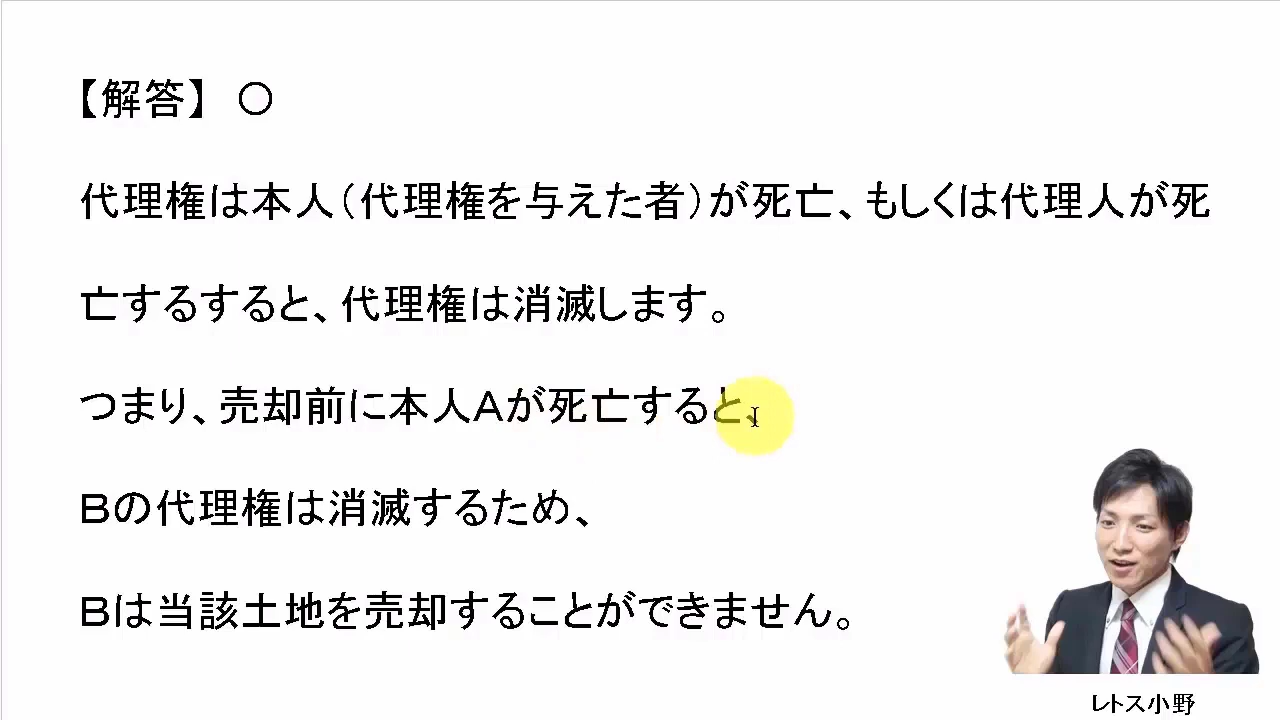 【解答】 ○
代理権は本人（代理権を与えた者）が死亡、もしくは代理人が死
亡するすると、代理権は消滅します。
つまり、売却前に本人Ａが死亡すると、
Ｂの代理権は消滅するため、
Ｂは当該土地を売却することができません。
レトス小野